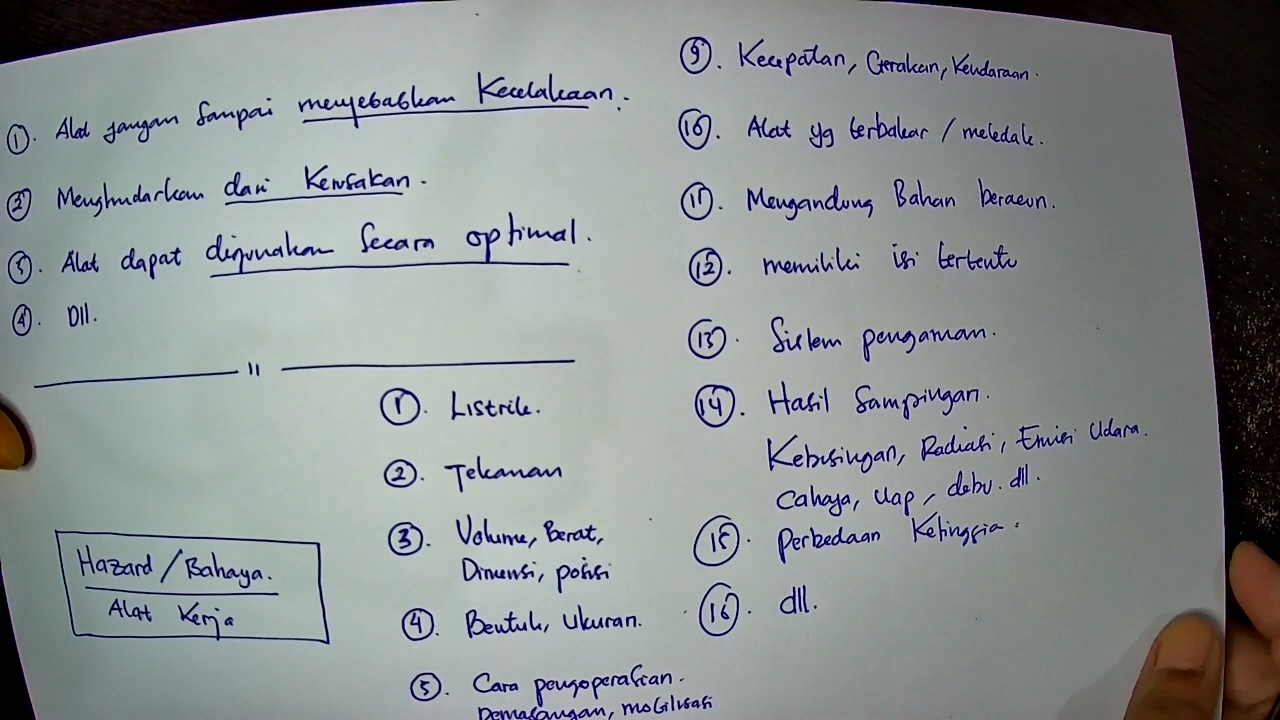 1. Alat jangan sampai menyebabkan Kecelakaan.
2. Menghindarkan dari Kerusakan.
3. Alat dapat digunakan Secara optimal.
4. Dll.
11
Hazard / Bahaya.
Alat Kerja
1. Listrik.
2. Tekanan
3. Volume, Berat,
Dimensi, posisi
4. Bentuk, Ukuran.
5. Cara pengoperasian.
Pemasangan, mobilisasi
9. Kecepatan, Gerakan, Kendaraan.
10. Alat yg terbakar / meledak.
11. Mengandung Bahan beracun.
12. memiliki isi tertentu
13. Sistem pengaman.
14. Hasil Sampingan.
Kebisingan, Radiasi, Emisi Udara.
Cahaya, Uap, debu. dll.
15. perbedaan Ketinggia.
16. dll.